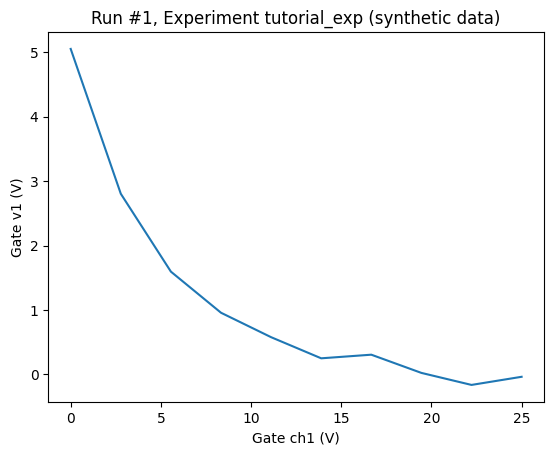 Run #1, Experiment tutorial_exp (synthetic data)
5
4
3
2
1
0
Gate v1 (V)
0 5 10 15 20 25
Gate ch1 (V)